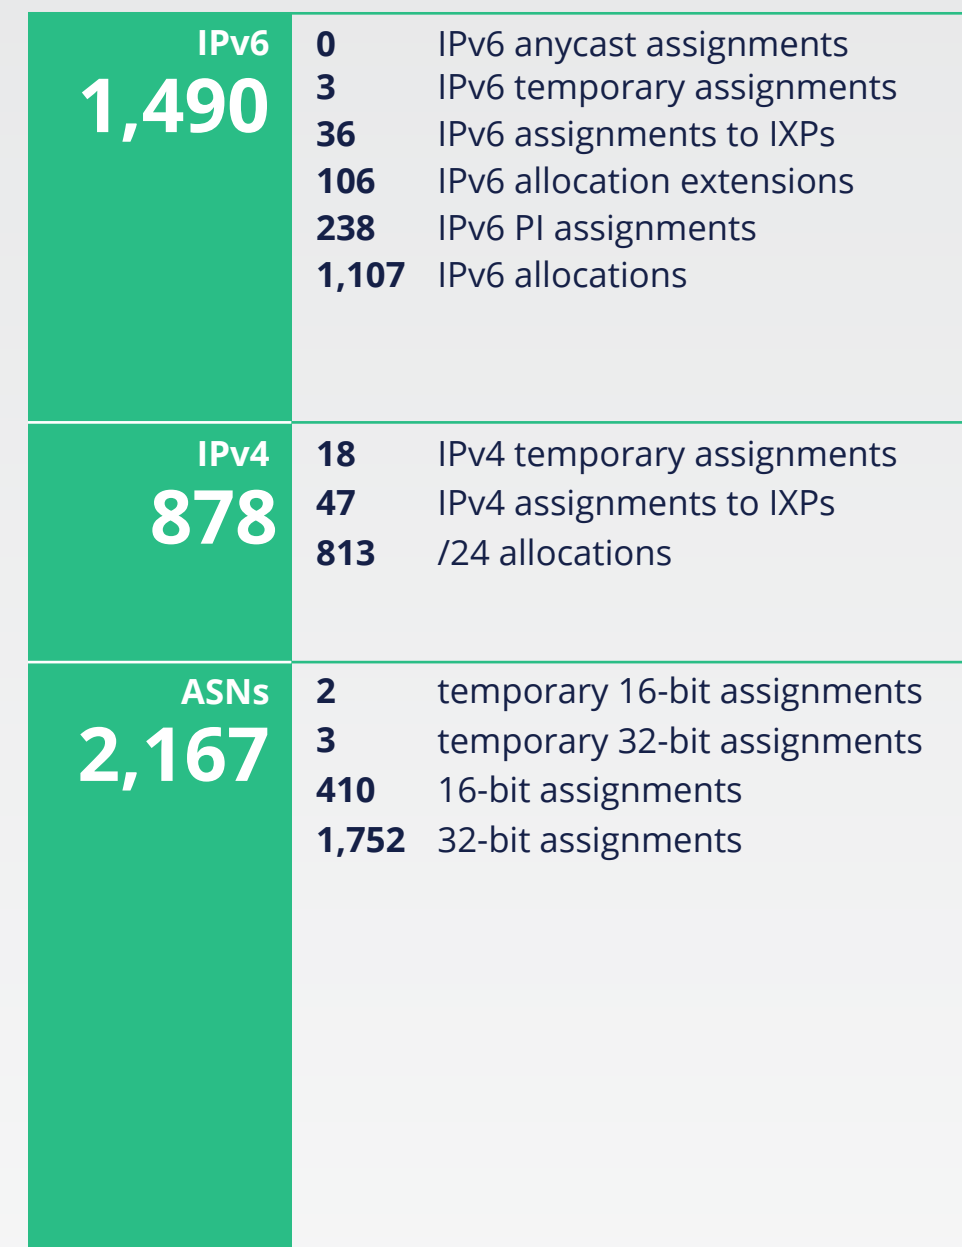 IPv6
1,490
0 IPv6 anycast assignments
3 IPv6 temporary assignments
36 IPv6 assignments to IXPs
106 IPv6 allocation extensions
238 IPv6 PI assignments
1,107 IPv6 allocations
IPv4
878
18 IPv4 temporary assignments
47 IPv4 assignments to IXPs
813 /24 allocations
ASNs
2,167
2 temporary 16-bit assignments
3 temporary 32-bit assignments
410 16-bit assignments
1,752 32-bit assignments